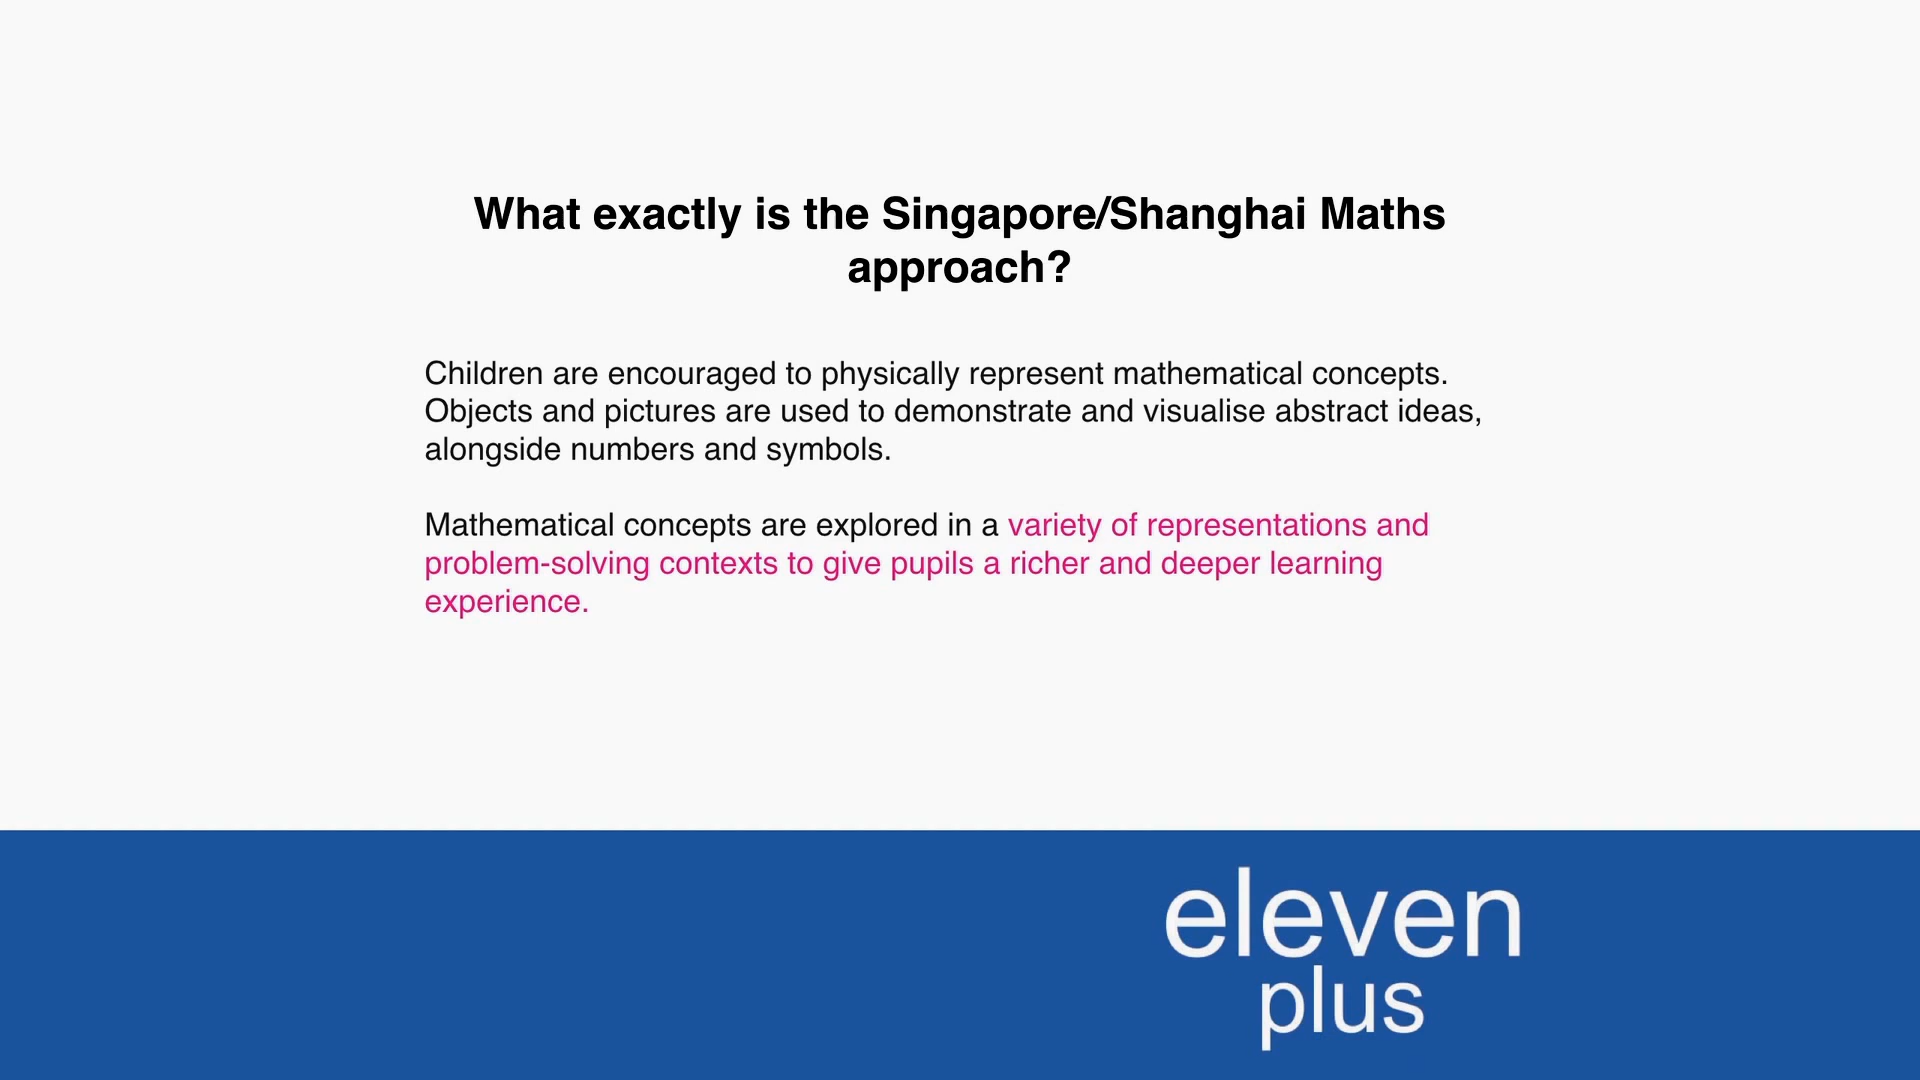 What exactly is the Singapore/Shanghai Maths
approach?
Children are encouraged to physically represent mathematical concepts.
Objects and pictures are used to demonstrate and visualise abstract ideas,
alongside numbers and symbols.
Mathematical concepts are explored in a variety of representations and
problem-solving contexts to give pupils a richer and deeper learning
experience.
eleven
plus